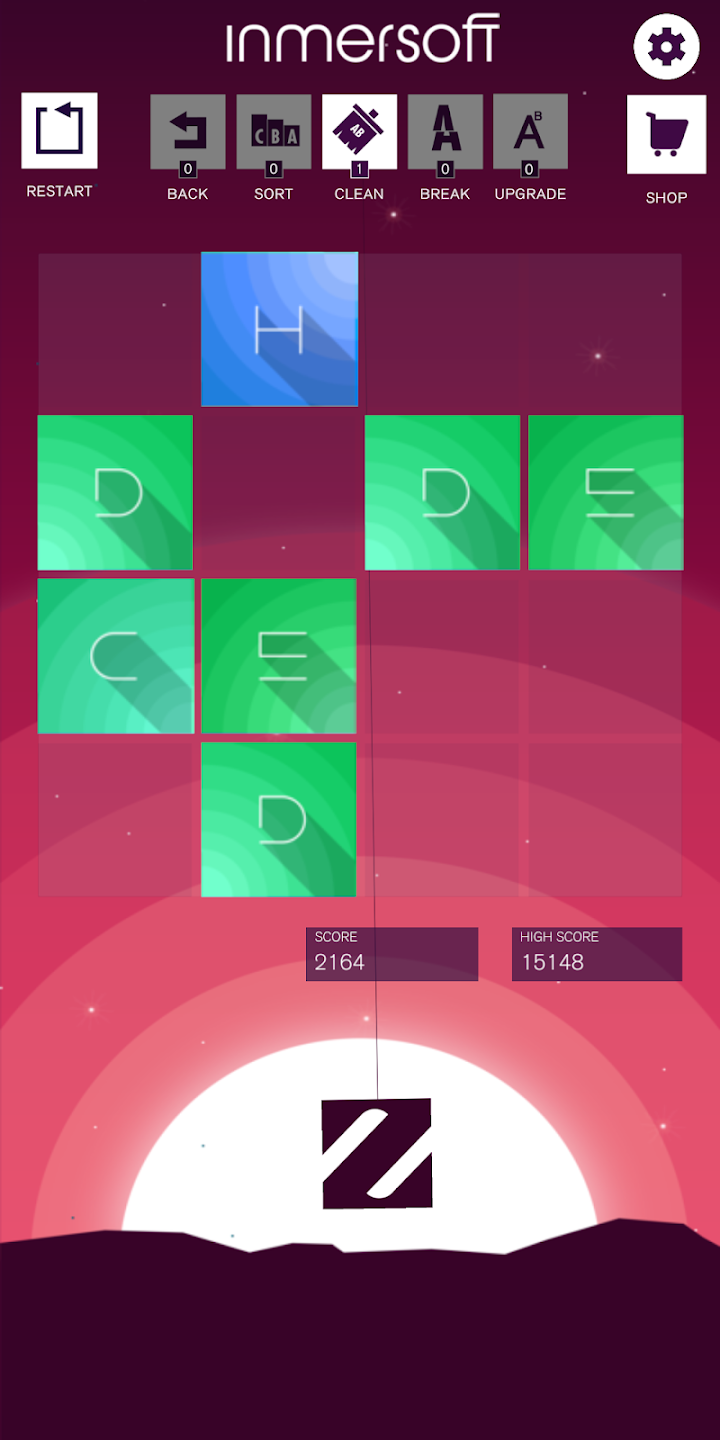 inmersoft
CBA
AB
A
AB
0
0
1
0
0
RESTART
BACK
SORT
CLEAN
BREAK
UPGRADE
SHOP
H
D
D
E
C
E
D
SCORE
HIGH SCORE
2164
15148